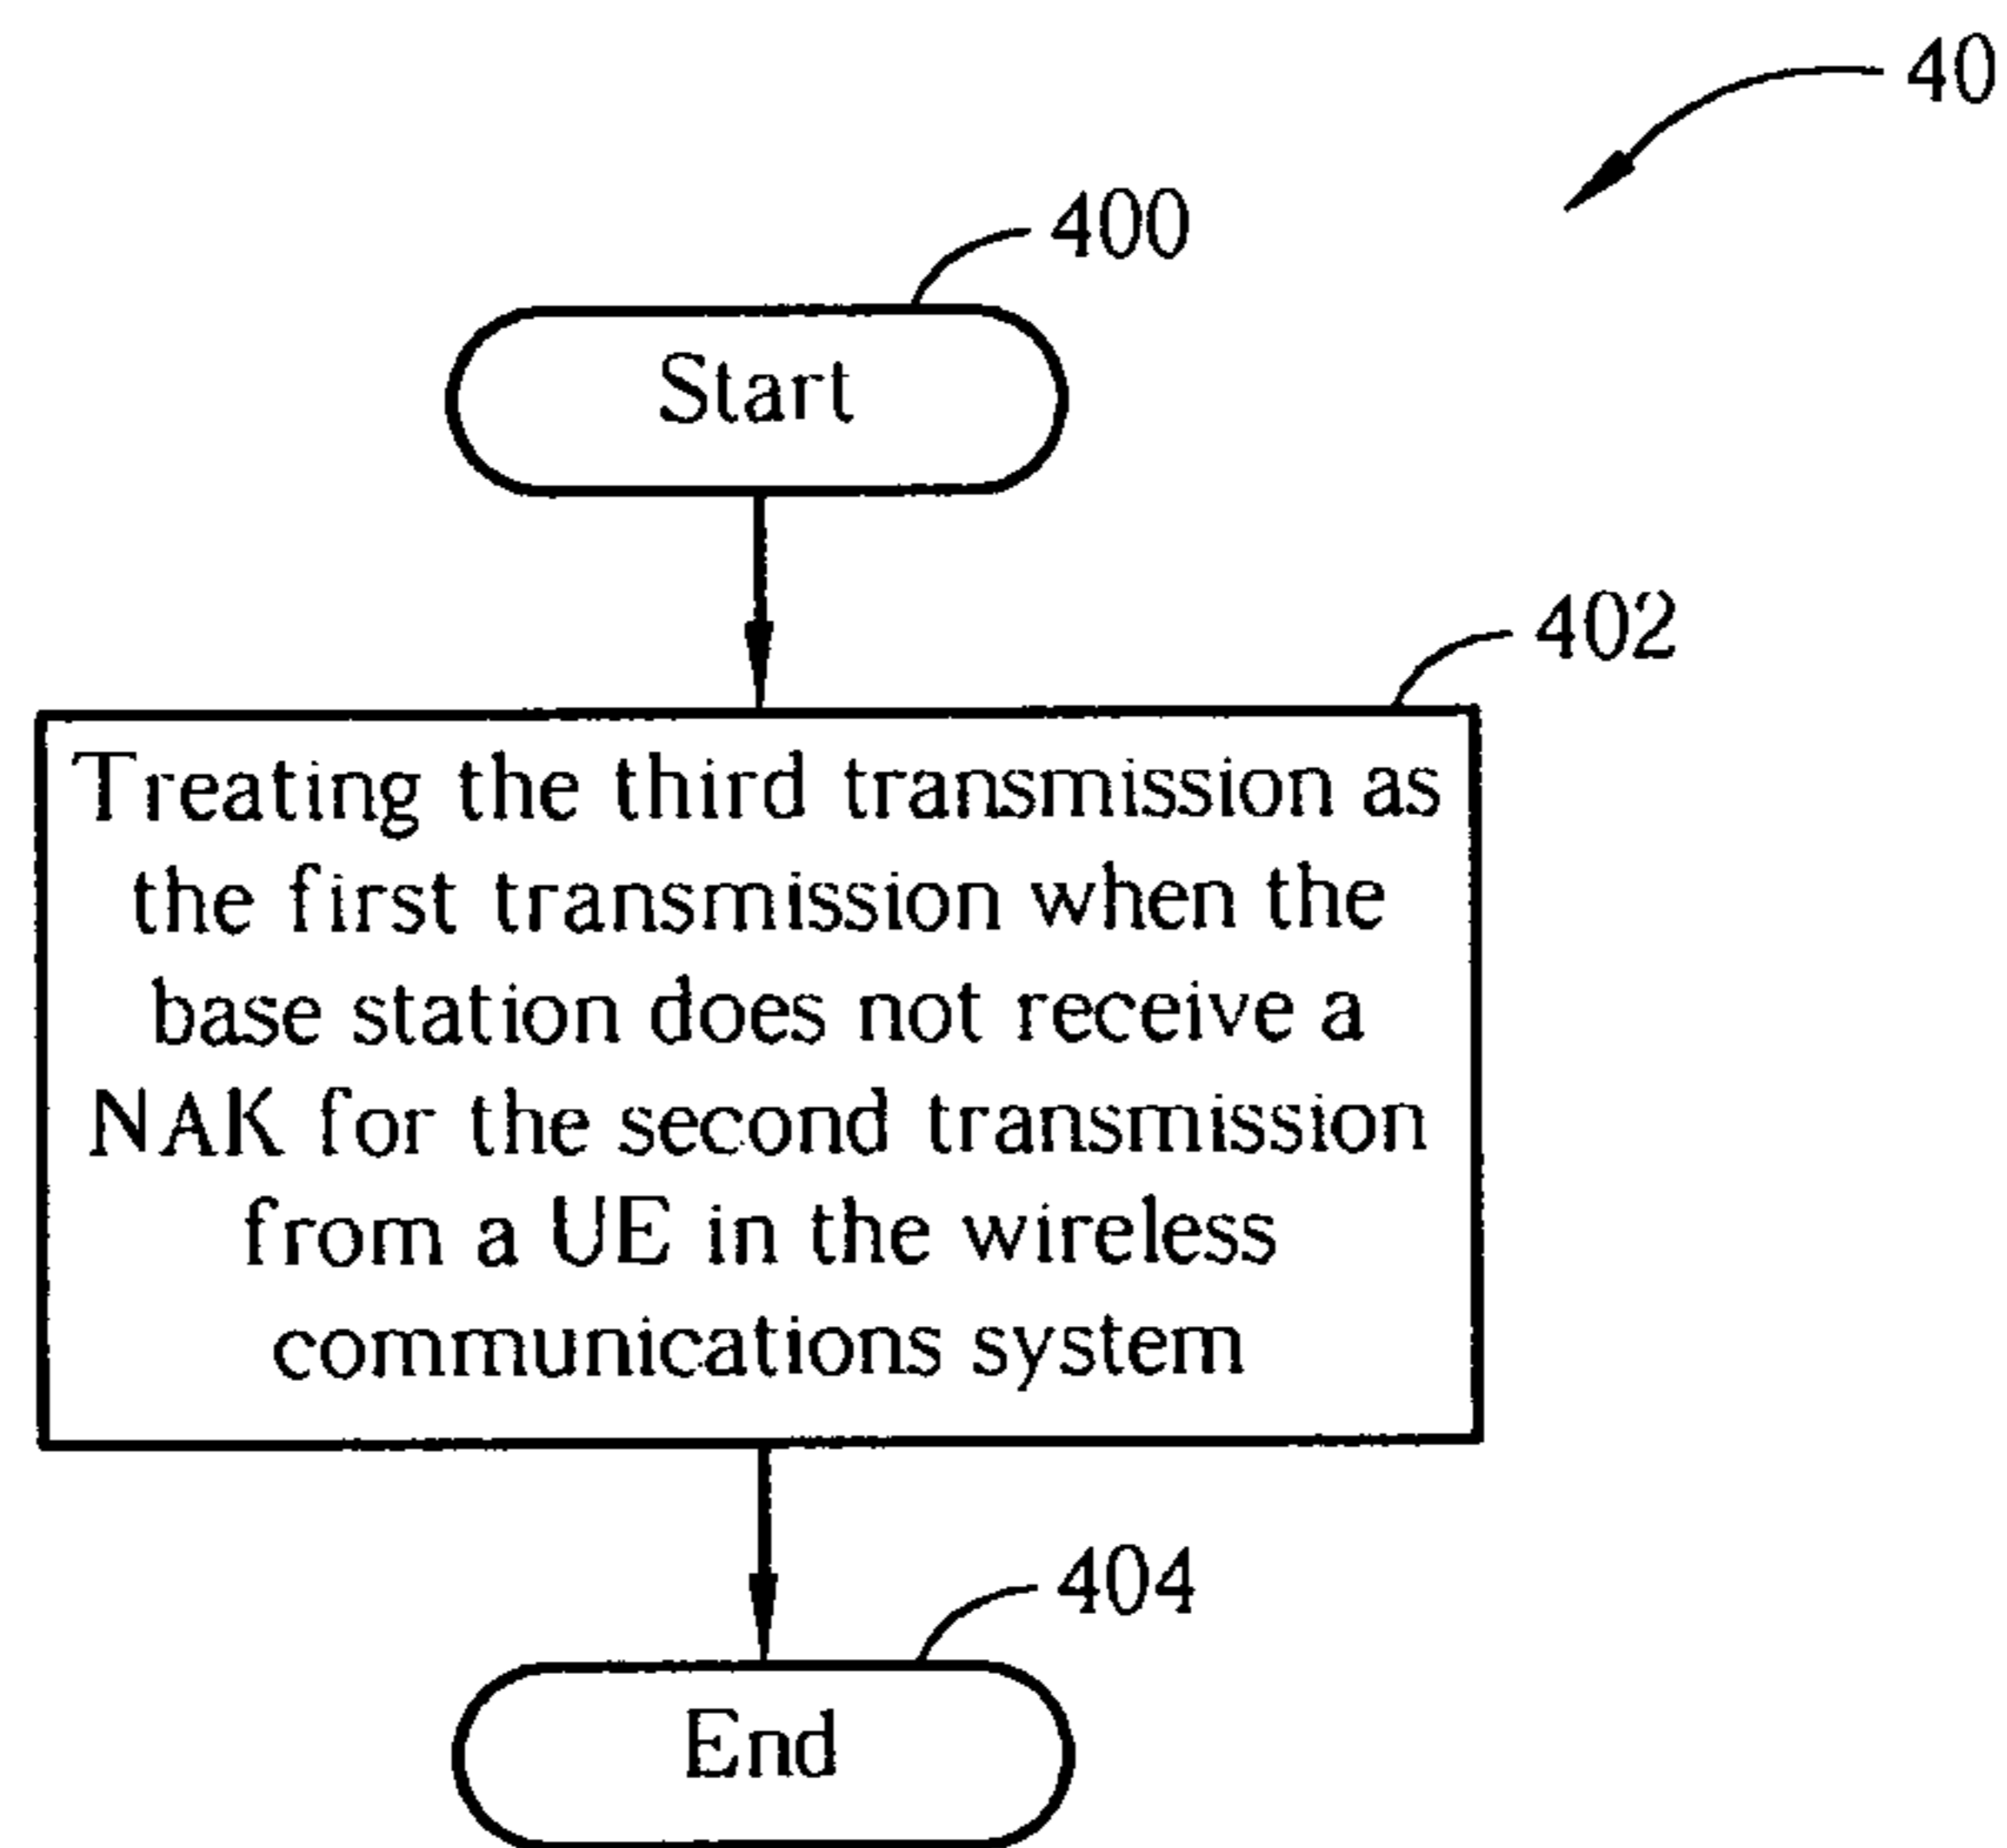 40
400
Start
402
Treating the third transmission as
the first transmission when the
base station does not receive a
NAK for the second transmission
from a UE in the wireless
communications system
404
End